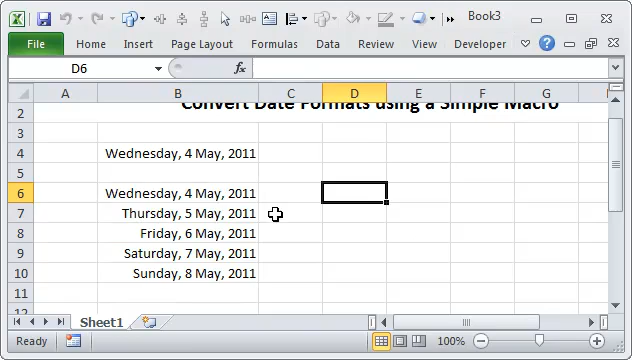 Book3
File Home Insert Page Layout Formulas Data Review View Developer
D6 fx
A B C D E F G
2 Convert Date Formats using a Simple Macro
3
4 Wednesday, 4 May, 2011
5
6 Wednesday, 4 May, 2011
7 Thursday, 5 May, 2011
8 Friday, 6 May, 2011
9 Saturday, 7 May, 2011
10 Sunday, 8 May, 2011
11
12
Sheet1
Ready 100%